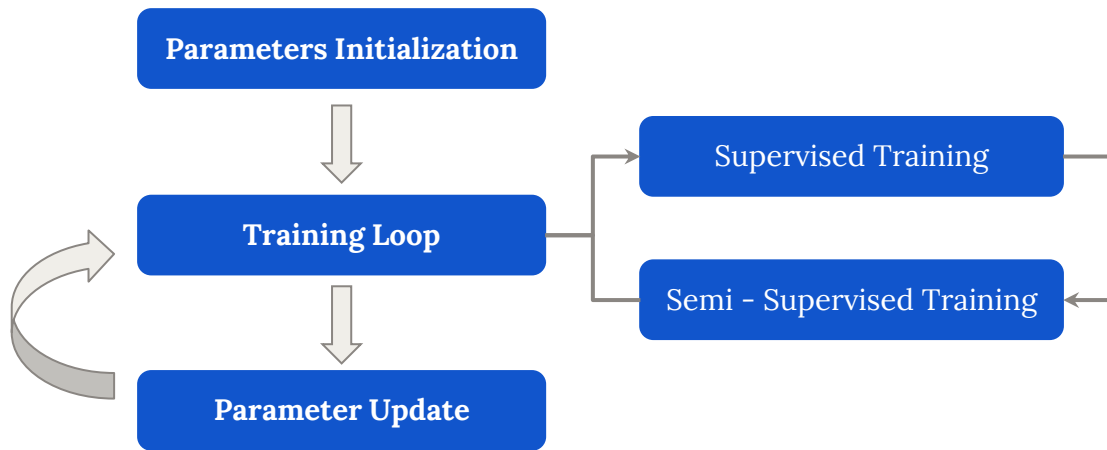 Parameters Initialization
Supervised Training
Training Loop
Semi - Supervised Training
Parameter Update